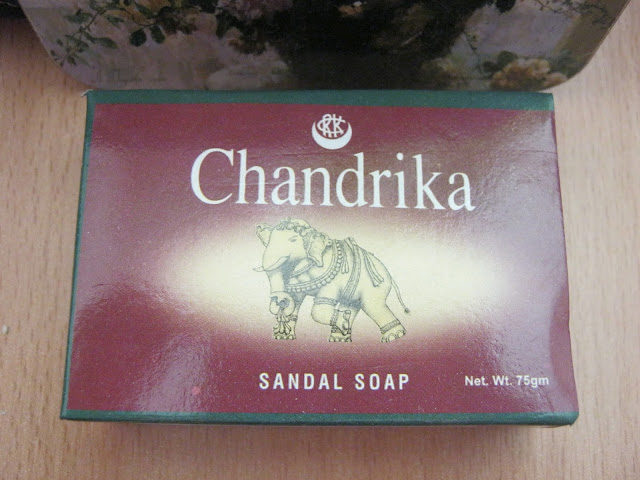 Chandrika
SANDAL SOAP
Net. Wt. 75gm